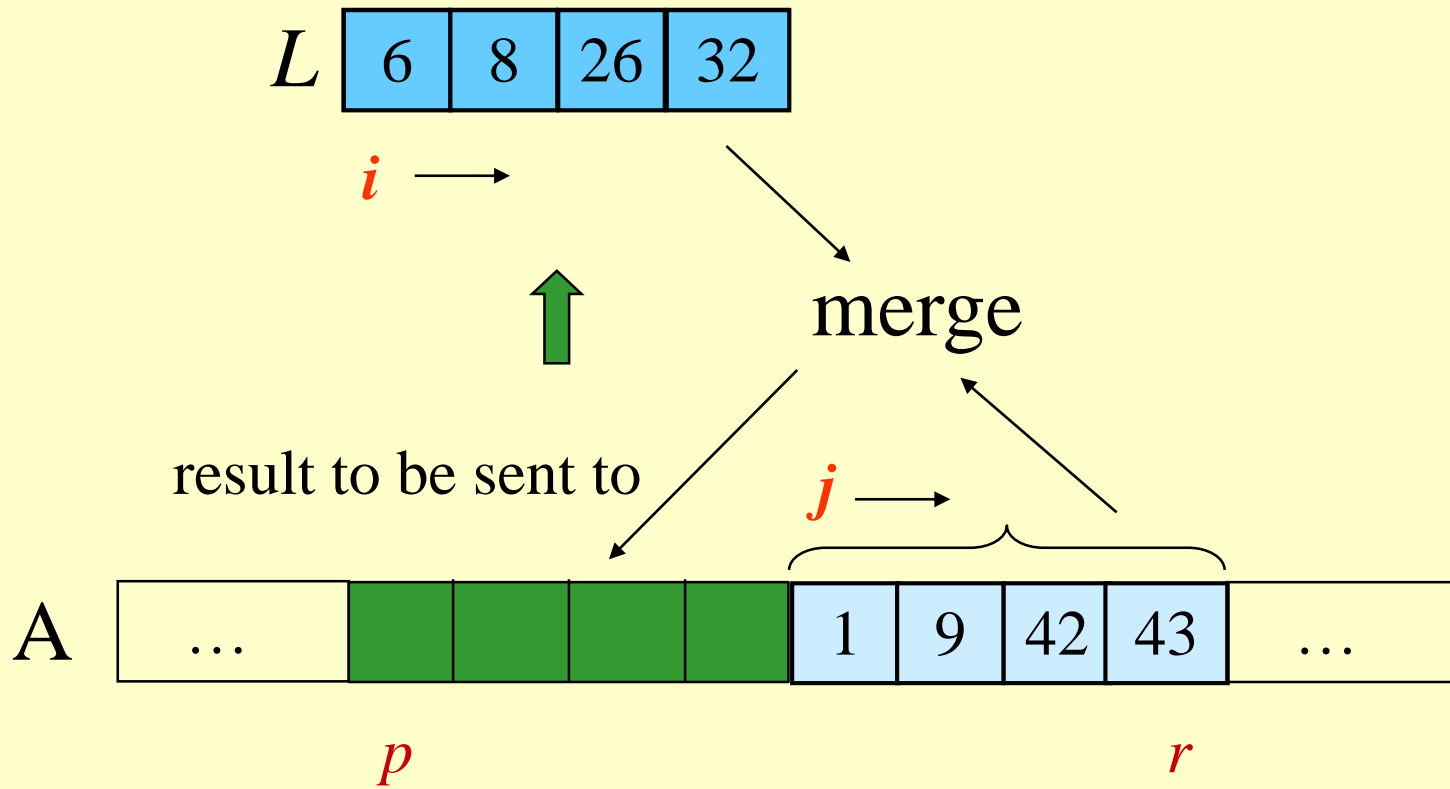 L 6 8 26 32
i
merge
result to be sent to
j
A … 1 9 42 43 …
p r